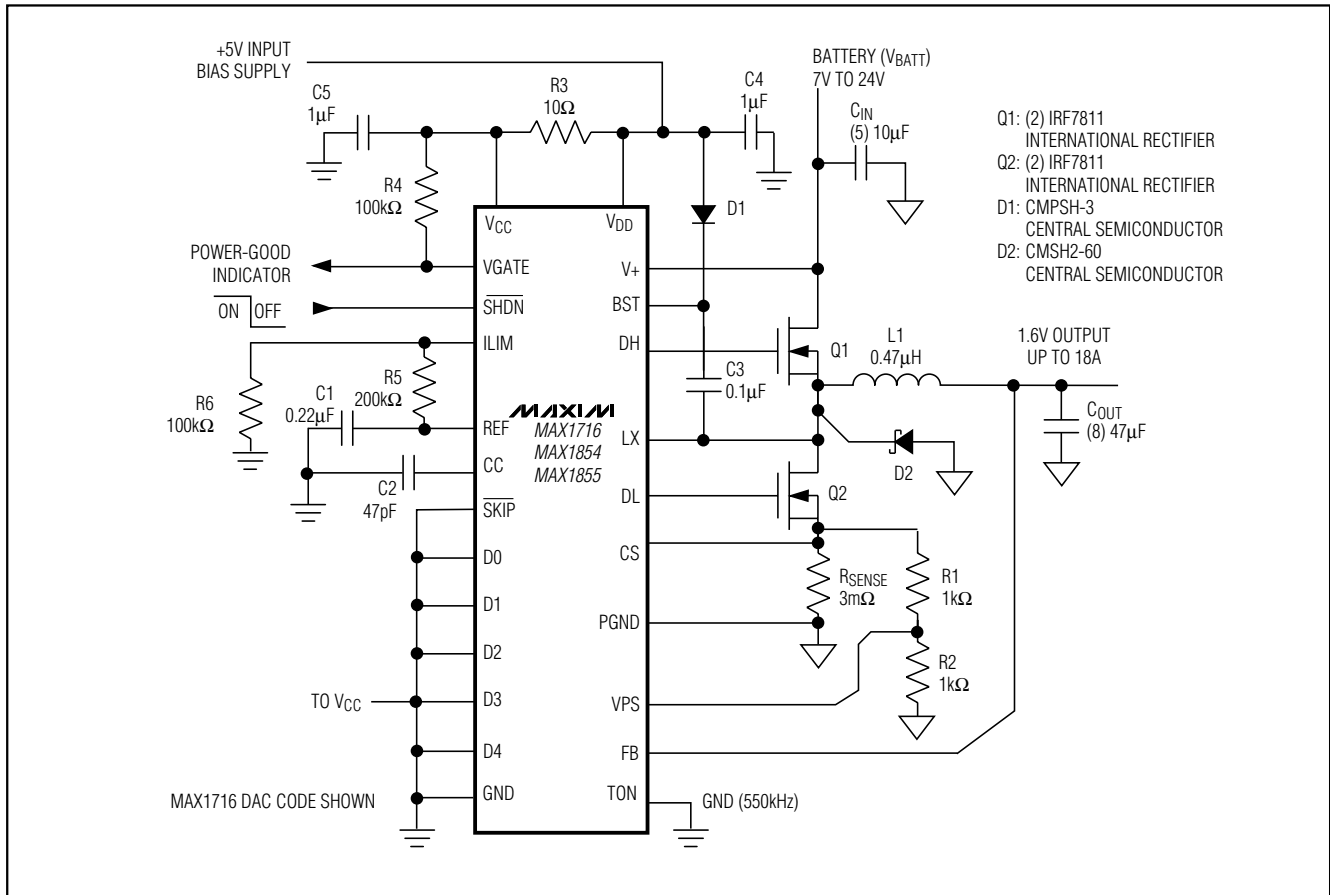 +5V INPUT
BIAS SUPPLY
C5
1µF
R3
10Ω
C4
1µF
BATTERY (VBATT)
7V TO 24V
CIN
(5) 10µF
Q1: (2) IRF7811
INTERNATIONAL RECTIFIER
Q2: (2) IRF7811
INTERNATIONAL RECTIFIER
D1: CMPSH-3
CENTRAL SEMICONDUCTOR
D2: CMSH2-60
CENTRAL SEMICONDUCTOR
R4
100kΩ
D1
VCC
VDD
POWER-GOOD
INDICATOR
VGATE
V+
ON
OFF
SHDN
BST
ILIM
DH
Q1
L1
0.47µH
1.6V OUTPUT
UP TO 18A
C3
0.1µF
R6
100kΩ
C1
0.22µF
R5
200kΩ
REF
MAXIM
MAX1716
MAX1854
MAX1855
LX
COUT
(8) 47µF
D2
CC
C2
47pF
DL
Q2
SKIP
CS
D0
RSENSE
3mΩ
R1
1kΩ
D1
PGND
D2
R2
1kΩ
TO VCC
D3
VPS
D4
FB
MAX1716 DAC CODE SHOWN
GND
TON
GND (550kHz)